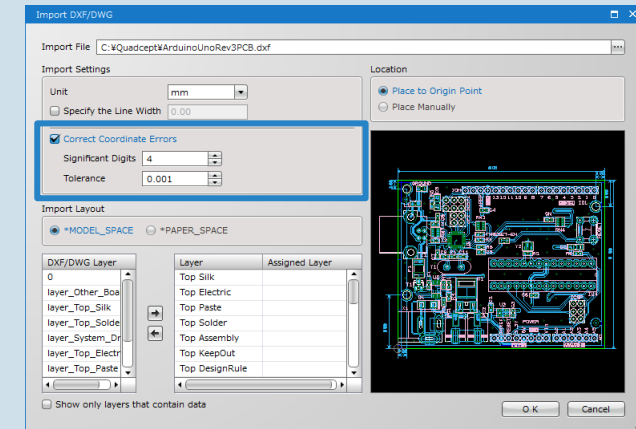 Import DXF/DWG
Import File C:¥Quadcept¥ArduinoUnoRev3PCB.dxf ...
Import Settings
Unit mm
Specify the Line Width 0.00
Correct Coordinate Errors
Significant Digits 4
Tolerance 0.001
Location
Place to Origin Point
Place Manually
Import Layout
*MODEL_SPACE *PAPER_SPACE
DXF/DWG Layer
0
layer_Other_Boa
layer_Top_Silk
layer_Top_Solde
layer_System_Dr
layer_Top_Electr
layer_Top_Paste
Layer Assigned Layer
Top Silk
Top Electric
Top Paste
Top Solder
Top Assembly
Top KeepOut
Top DesignRule
Show only layers that contain data
OK Cancel